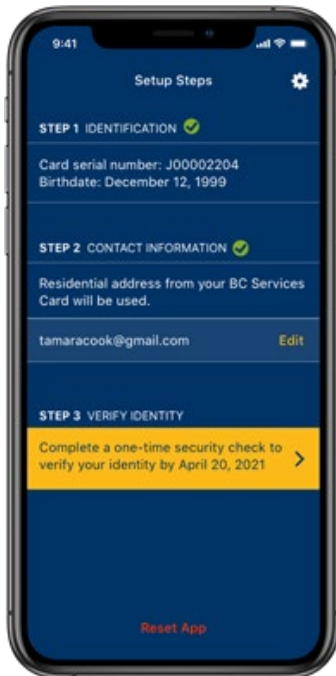 9:41
Setup Steps
STEP 1 IDENTIFICATION
Card serial number: J00002204
Birthdate: December 12, 1999
STEP 2 CONTACT INFORMATION
Residential address from your BC Services
Card will be used.
tamaracook@gmail.com Edit
STEP 3 VERIFY IDENTITY
Complete a one-time security check to
verify your identity by April 20, 2021
Reset App